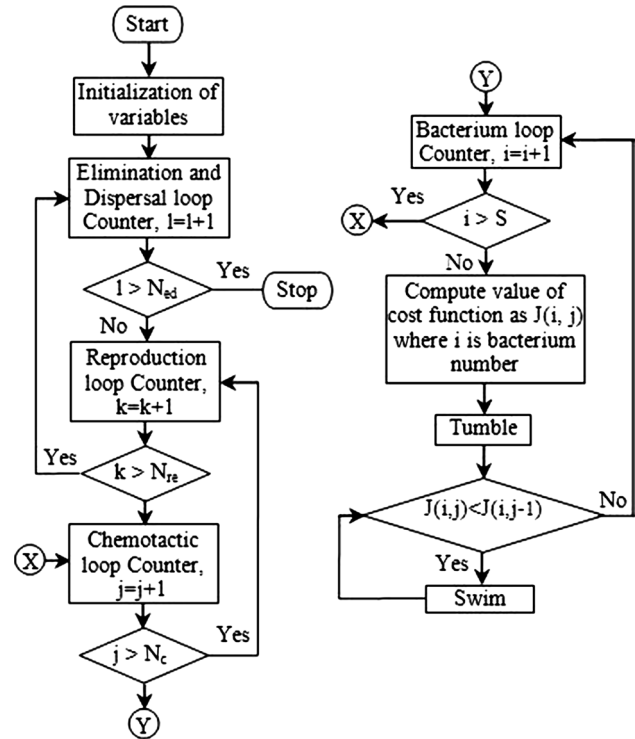 Start
Initialization of
variables
Elimination and
Dispersal loop
Counter, l=l+1
l > Ned
Yes
Stop
No
Reproduction
loop Counter,
k=k+1
Yes
k > Nre
X
Chemotactic
loop Counter,
j=j+1
Yes
j > Nc
Y
Y
Bacterium loop
Counter, i=i+1
Yes
X
i > S
No
Compute value of
cost function as J(i, j)
where i is bacterium
number
Tumble
J(i,j)<J(i,j-1)
No
Yes
Swim